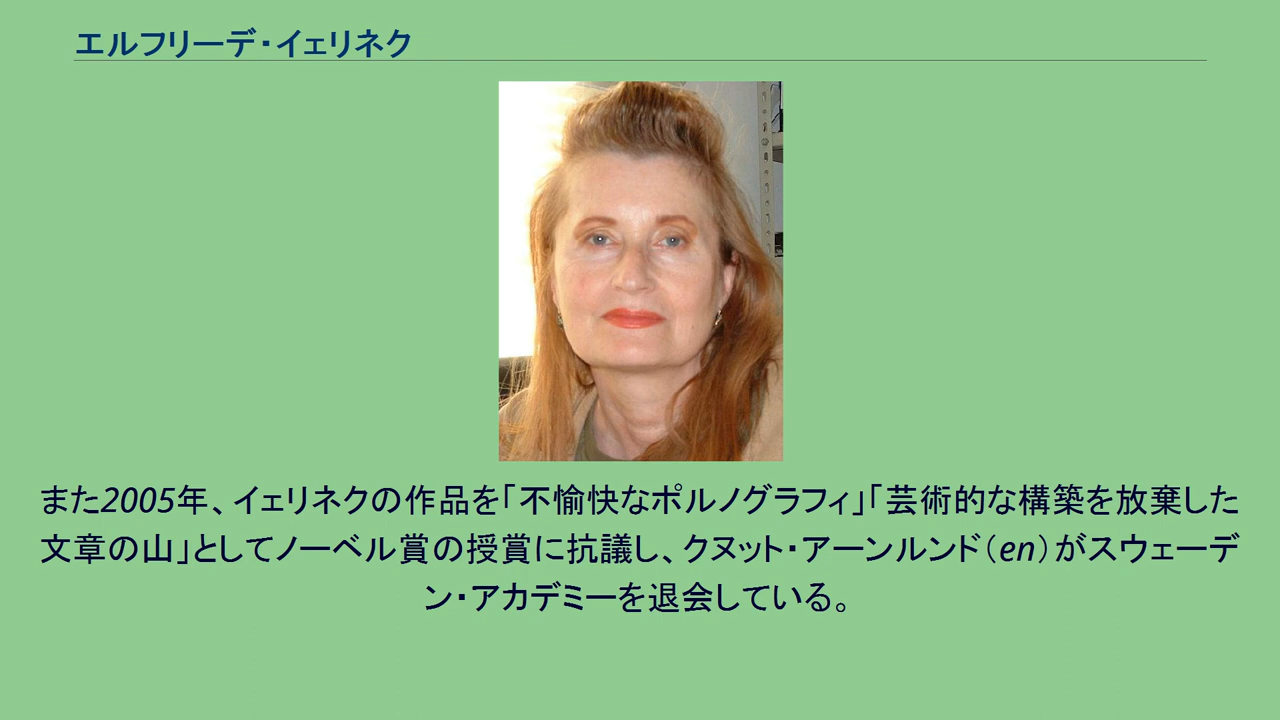 エルフリーデ・イェリネク
また2005年、イェリネクの作品を「不愉快なポルノグラフィ」「芸術的な構築を放棄した
文章の山」としてノーベル賞の授賞に抗議し、クヌット・アーンルンド（en）がスウェーデ
ン・アカデミーを退会している。